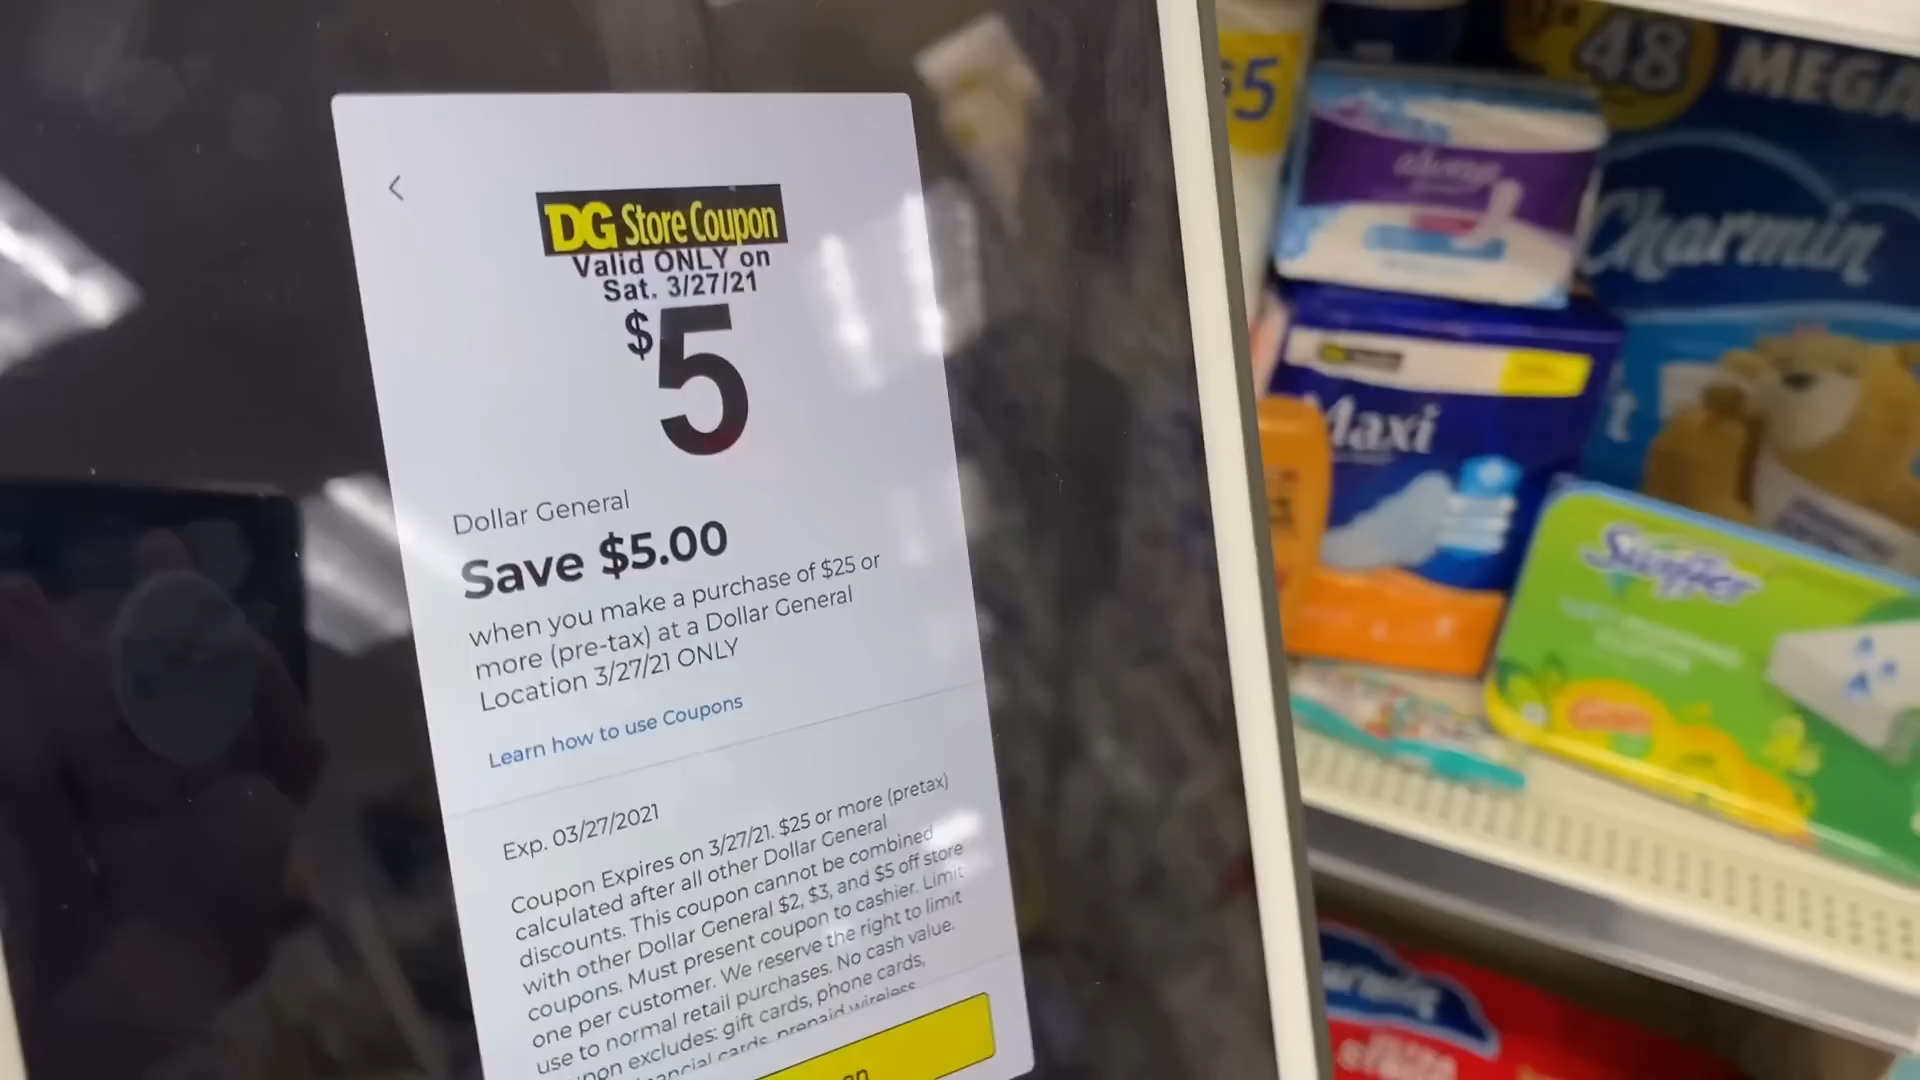 DG Store Coupon
Valid ONLY on
Sat. 3/27/21
$5
Dollar General
Save $5.00
when you make a purchase of $25 or
more (pre-tax) at a Dollar General
Location 3/27/21 ONLY
Learn how to use Coupons
Exp. 03/27/2021
Coupon Expires on 3/27/21. $25 or more (pretax)
calculated after all other Dollar General
discounts. This coupon cannot be combined
with other Dollar General $2, $3, and $5 off store
coupons. Must present coupon to cashier. Limit
one per customer. We reserve the right to limit
use to normal retail purchases. No cash value.
excludes: gift cards, phone cards,
cards, prepaid wireless
$5
48
MEGA
always
Charmin
Maxi
Swiffer